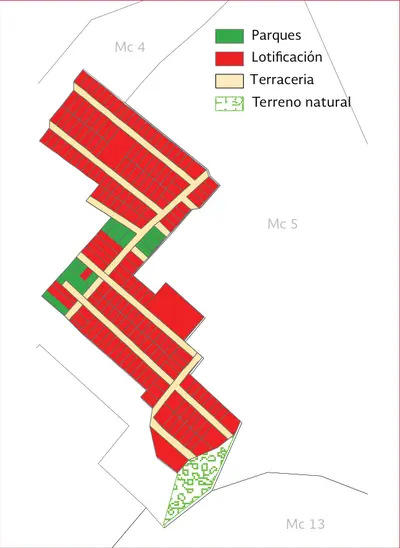 Mc 4
Parques
Lotificación
Terraceria
Terreno natural
Mc 5
Mc 13